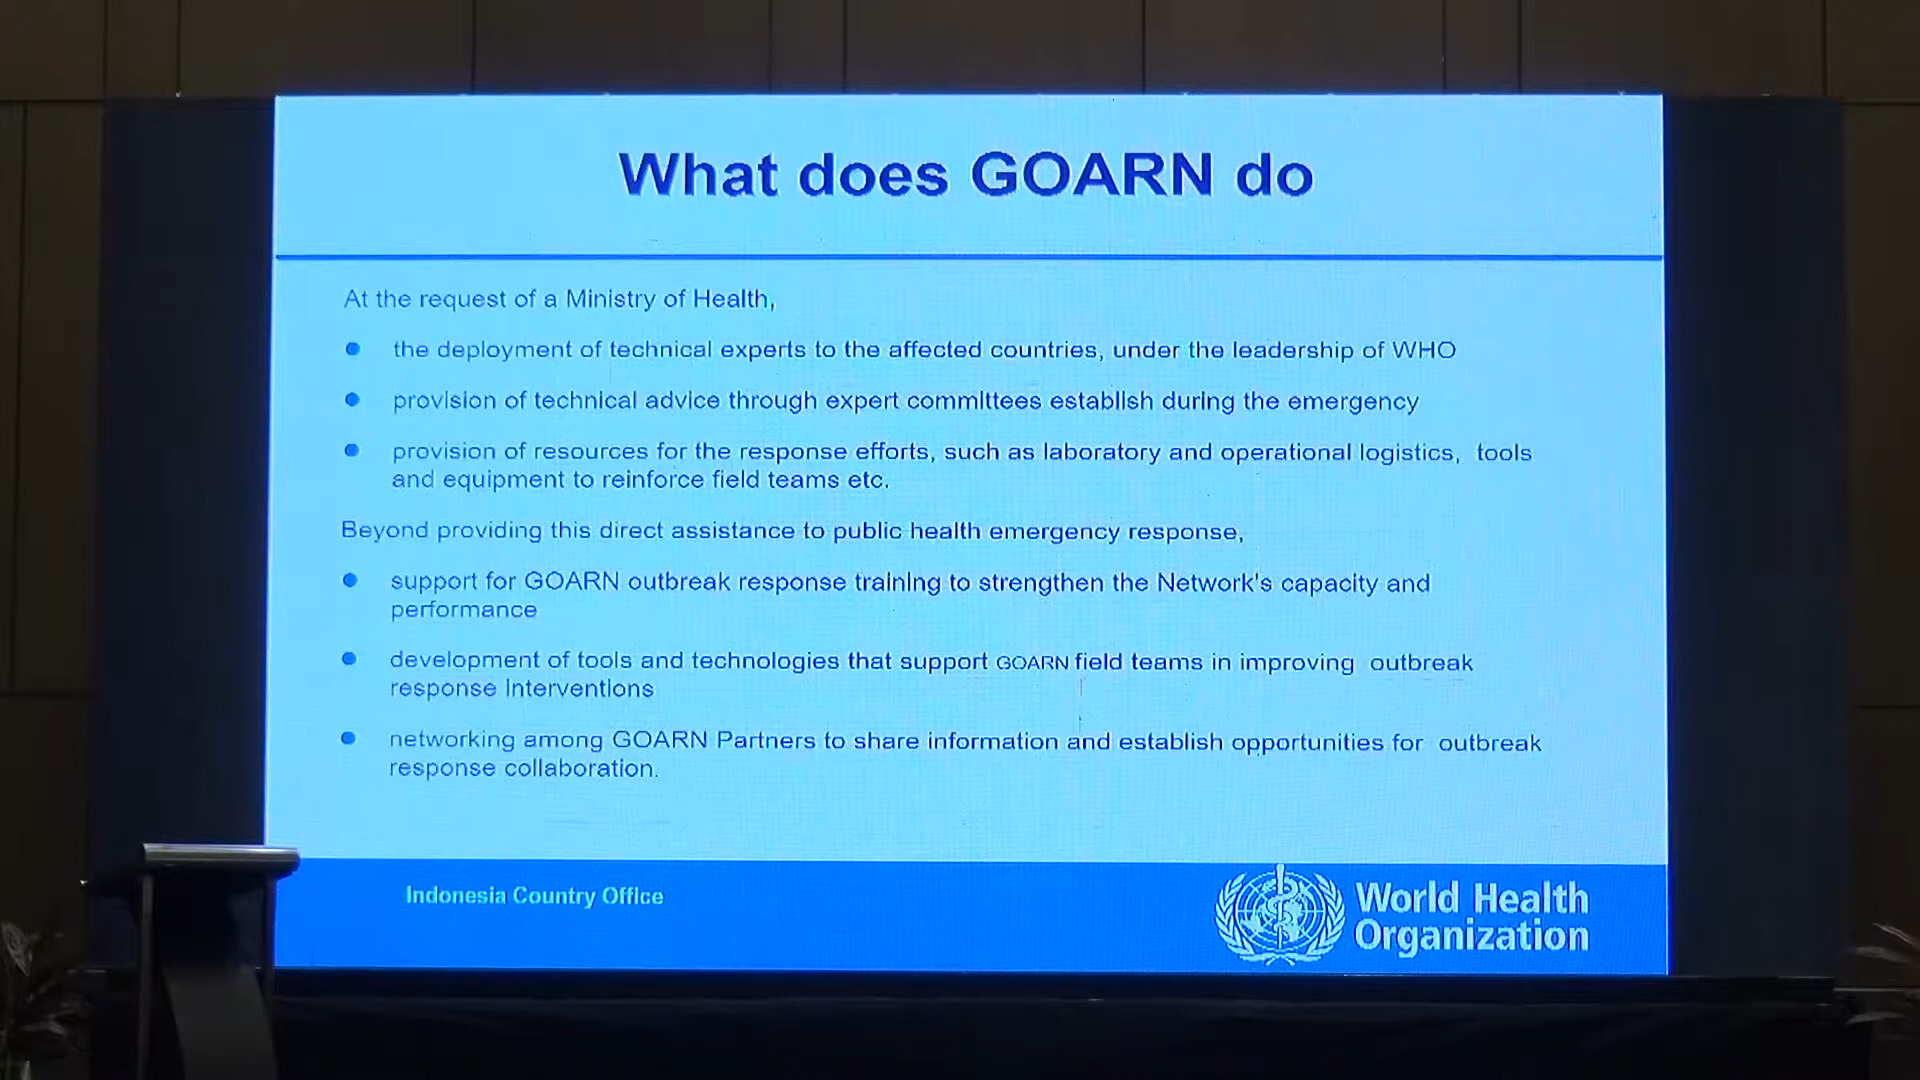 What does GOARN do
At the request of a Ministry of Health,
the deployment of technical experts to the affected countries, under the leadership of WHO
provision of technical advice through expert committees establish during the emergency
provision of resources for the response efforts, such as laboratory and operational logistics, tools
and equipment to reinforce field teams etc.
Beyond providing this direct assistance to public health emergency response,
support for GOARN outbreak response training to strengthen the Network's capacity and
performance
development of tools and technologies that support GOARN field teams in improving outbreak
response interventions
networking among GOARN Partners to share information and establish opportunities for outbreak
response collaboration.
Indonesia Country Office
World Health
Organization